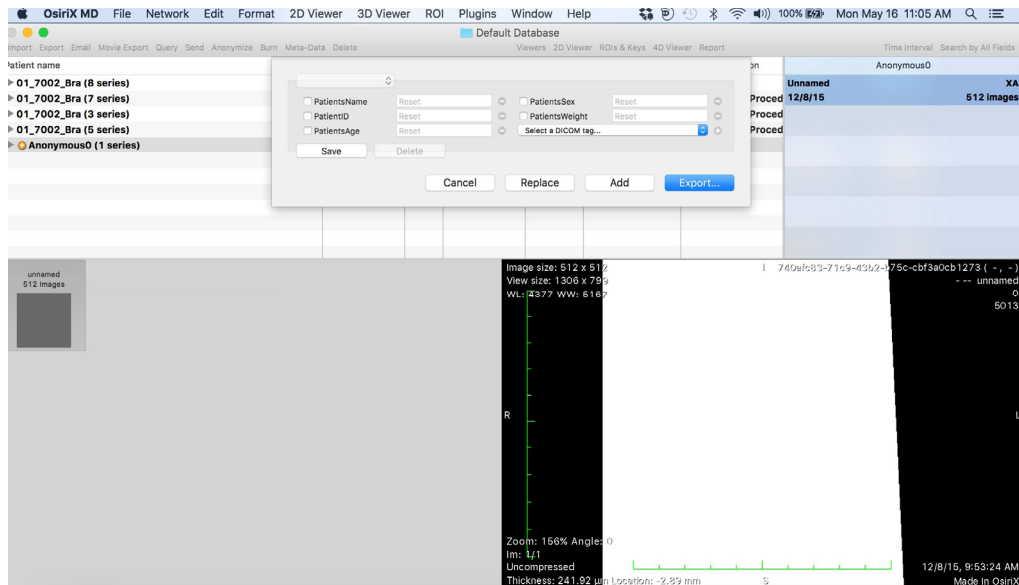 OsiriX MD File Network Edit Format 2D Viewer 3D Viewer ROI Plugins Window Help 100% Mon May 16 11:05 AM
Default Database
Import Export Email Movie Export Query Send Anonymize Burn Meta-Data Delete Viewers 2D Viewer ROIs & Keys 4D Viewer Report Time Interval Search by All Fields
Patient name on Anonymous0
01_7002_Bra (8 series) Unnamed XA
01_7002_Bra (7 series) Proced 12/8/15 512 images
01_7002_Bra (3 series) Proced
01_7002_Bra (5 series) Proced
Anonymous0 (1 series)
PatientsName Reset PatientsSex Reset
PatientID Reset PatientsWeight Reset
PatientsAge Reset Select a DICOM tag...
Save Delete
Cancel Replace Add Export...
unnamed
512 Images
Image size: 512 x 512 740afc83-71c9-43b2-b75c-cbf3a0cb1273 ( - , - )
View size: 1306 x 799 - -- unnamed
WL: 4377 WW: 5167 0
5013
R L
Zoom: 156% Angle: 0
Im: 1/1
Uncompressed 12/8/15, 9:53:24 AM
Thickness: 241.92 µm Location: -2.89 mm S Made In OsiriX